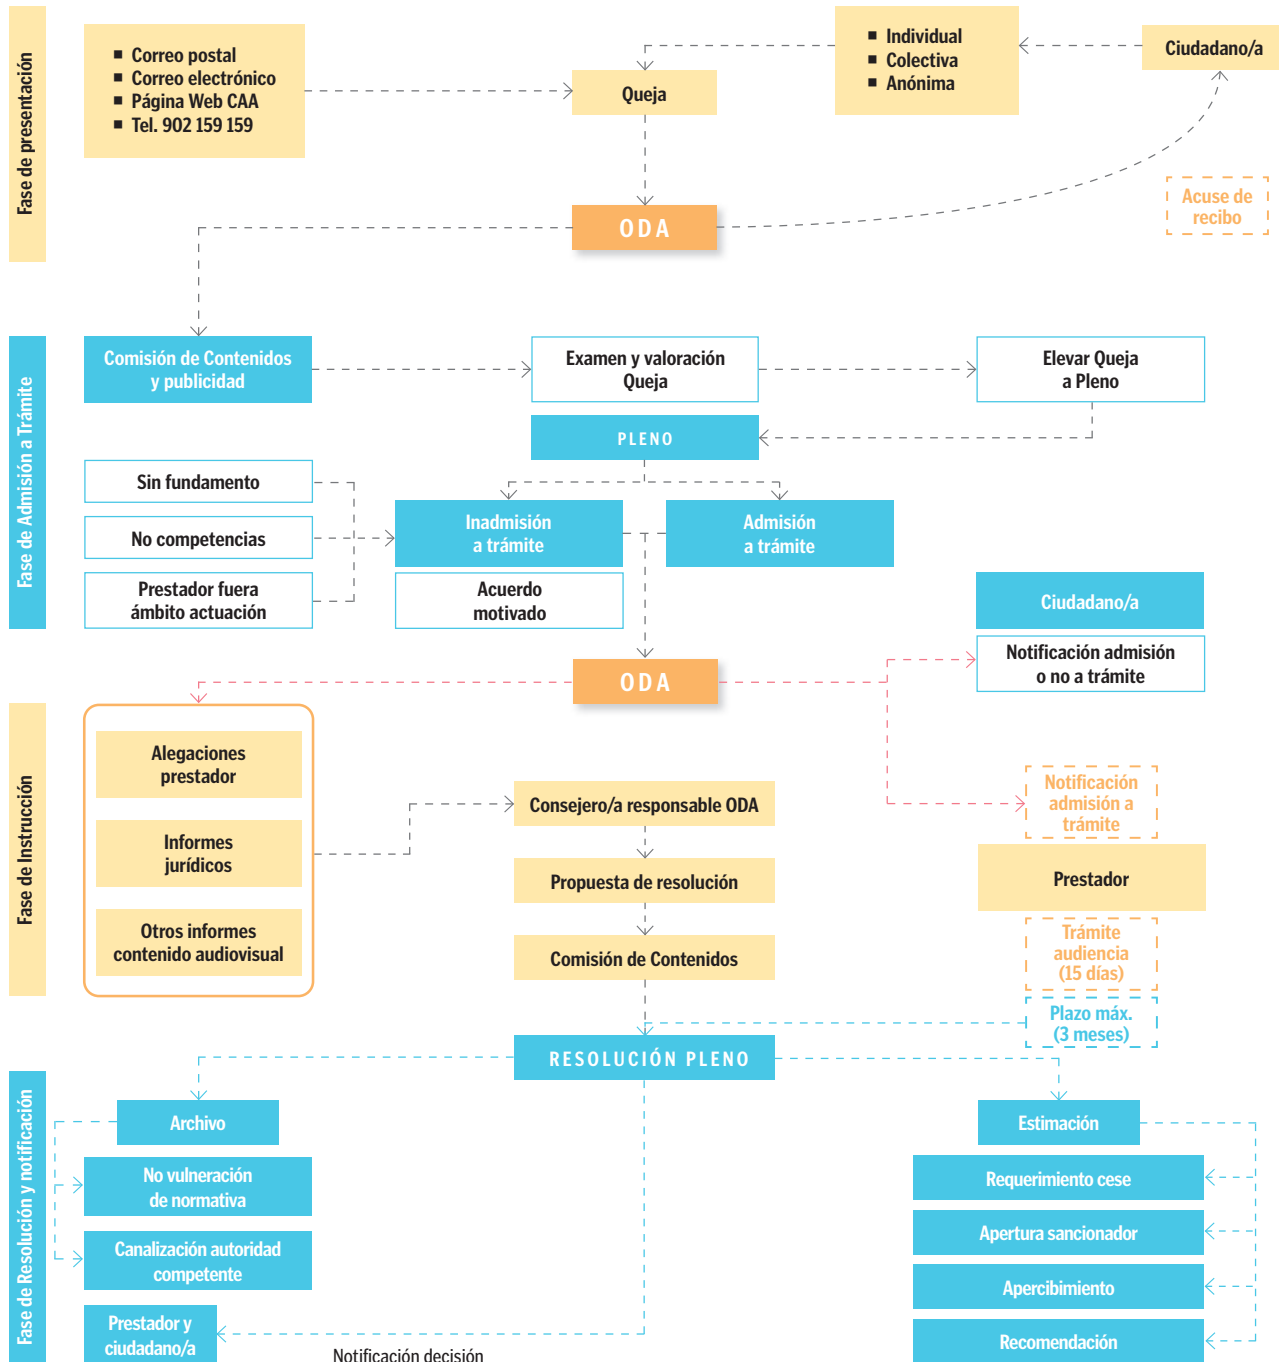 Fase de presentación
■ Correo postal
■ Correo electrónico
■ Página Web CAA
■ Tel. 902 159 159
Queja
■ Individual
■ Colectiva
■ Anónima
Ciudadano/a
Acuse de
recibo
ODA
Fase de Admisión a Trámite
Comisión de Contenidos
y publicidad
Examen y valoración
Queja
Elevar Queja
a Pleno
PLENO
Sin fundamento
No competencias
Prestador fuera
ámbito actuación
Inadmisión
a trámite
Acuerdo
motivado
Admisión
a trámite
Ciudadano/a
Notificación admisión
o no a trámite
ODA
Fase de Instrucción
Alegaciones
prestador
Informes
jurídicos
Otros informes
contenido audiovisual
Consejero/a responsable ODA
Propuesta de resolución
Comisión de Contenidos
Notificación
admisión a
trámite
Prestador
Trámite
audiencia
(15 días)
Plazo máx.
(3 meses)
RESOLUCIÓN PLENO
Fase de Resolución y notificación
Archivo
No vulneración
de normativa
Canalización autoridad
competente
Prestador y
ciudadano/a
Notificación decisión
Estimación
Requerimiento cese
Apertura sancionador
Apercibimiento
Recomendación